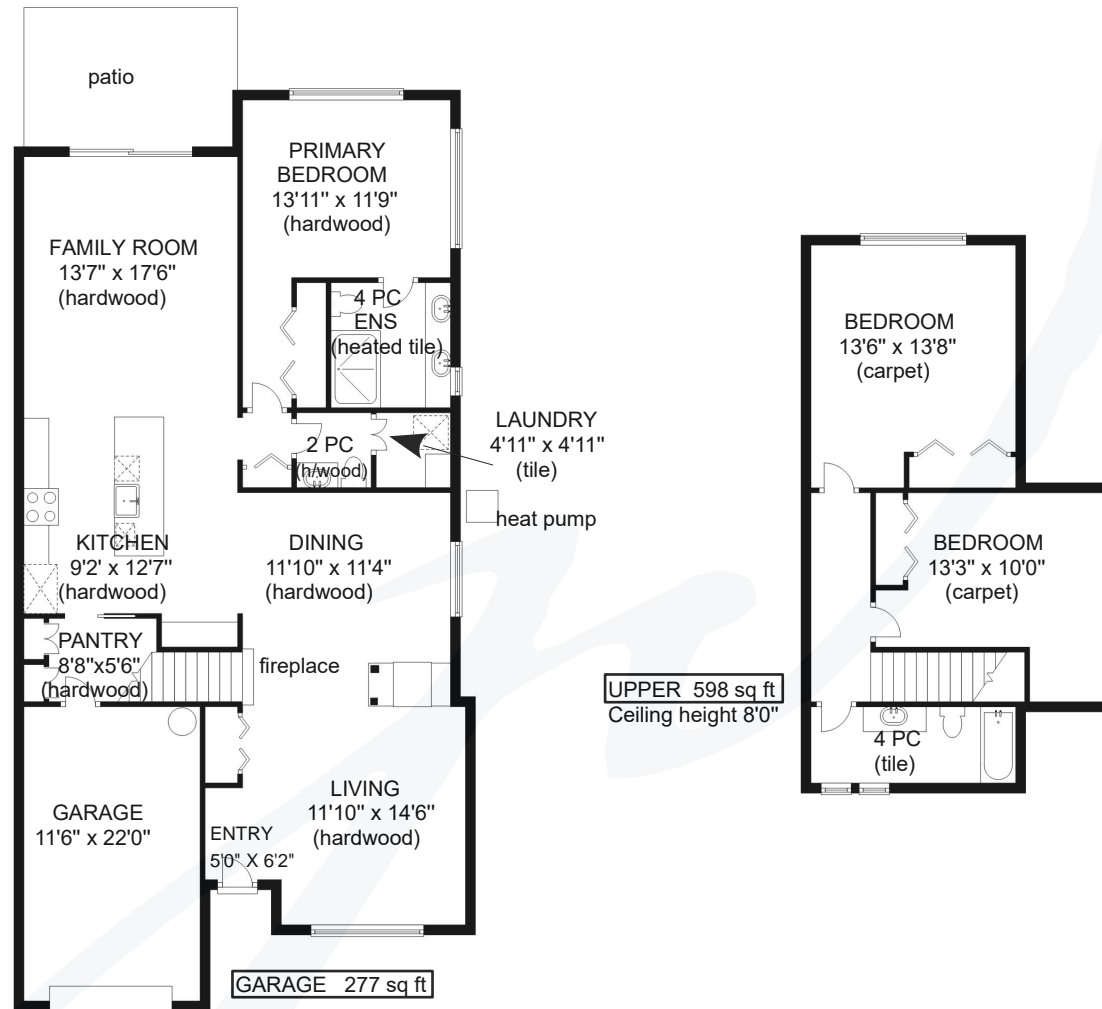 patio
PRIMARY
BEDROOM
13'11" x 11'9"
(hardwood)
FAMILY ROOM
13'7" x 17'6"
(hardwood)
4 PC
ENS
(heated tile)
2 PC
(h/wood)
LAUNDRY
4'11" x 4'11"
(tile)
heat pump
KITCHEN
9'2' x 12'7"
(hardwood)
DINING
11'10" x 11'4"
(hardwood)
PANTRY
8'8"x5'6"
(hardwood)
fireplace
LIVING
11'10" x 14'6"
(hardwood)
GARAGE
11'6" x 22'0"
ENTRY
5'0" X 6'2"
GARAGE 277 sq ft
BEDROOM
13'6" x 13'8"
(carpet)
BEDROOM
13'3" x 10'0"
(carpet)
UPPER 598 sq ft
Ceiling height 8'0"
4 PC
(tile)